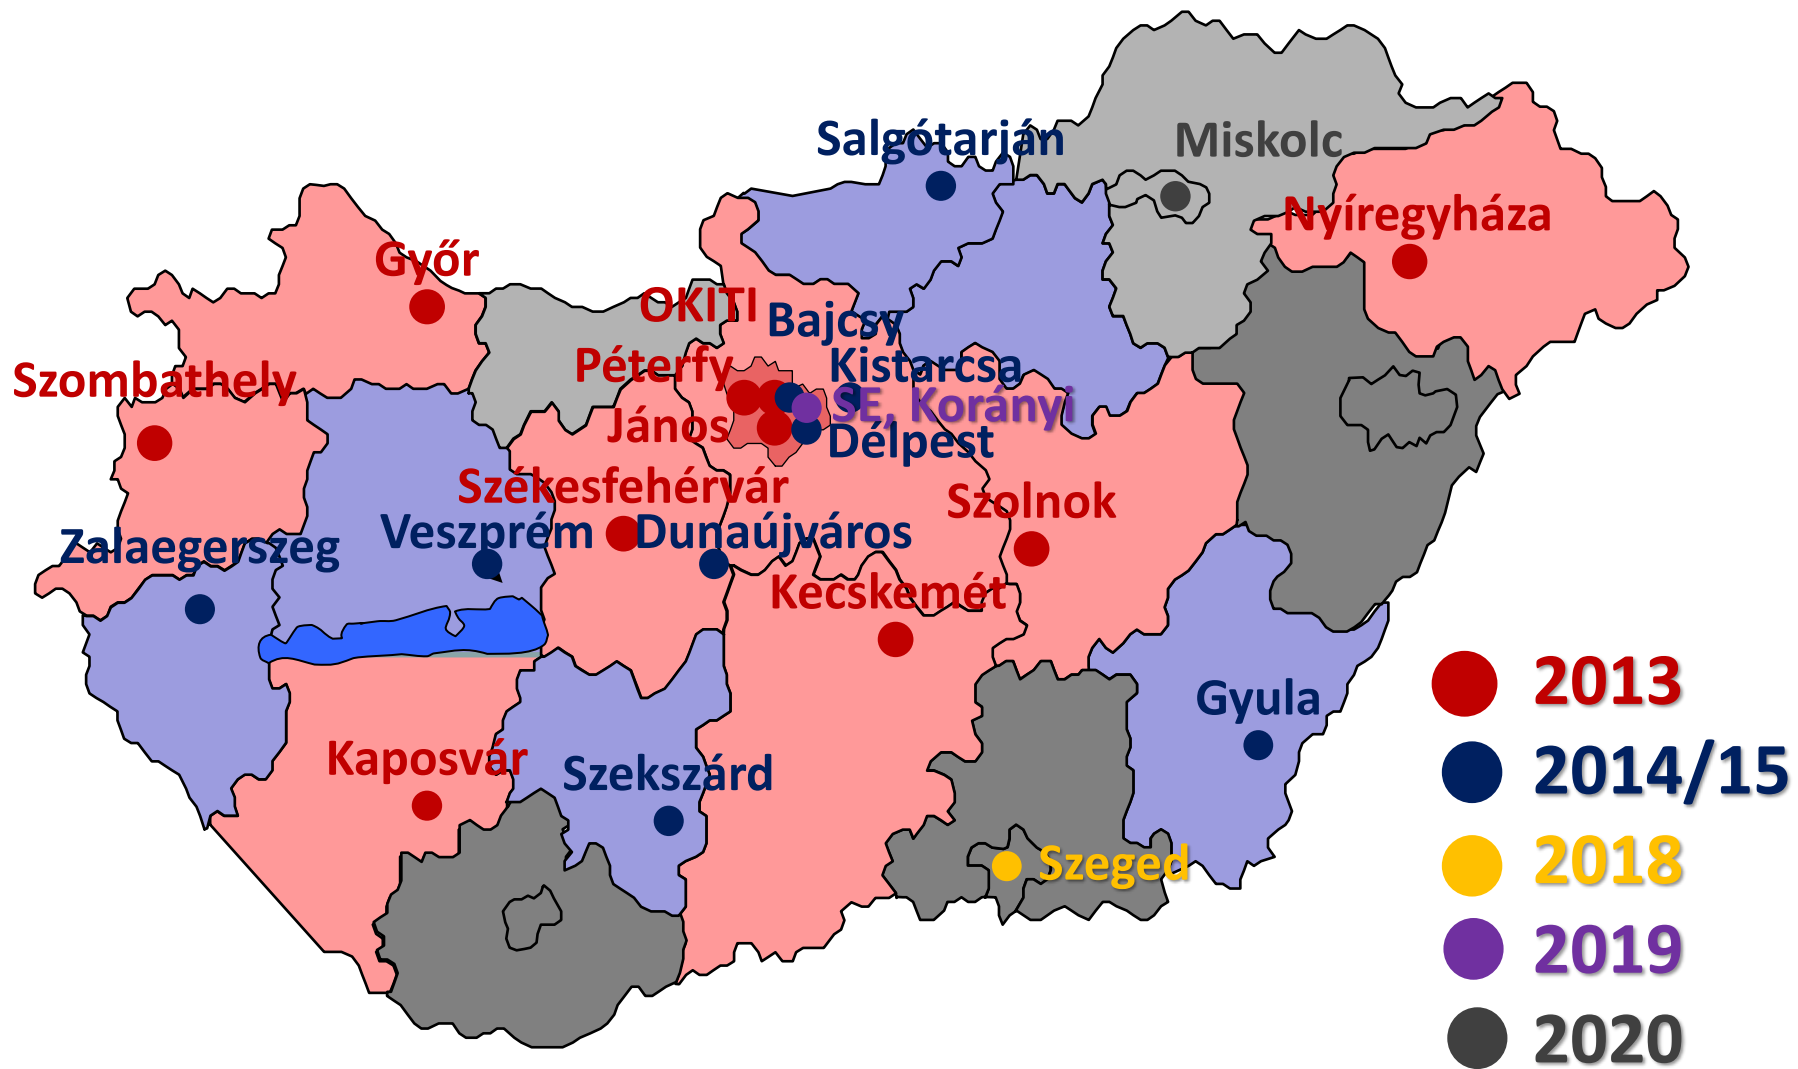 Salgótarján
Miskolc
Nyíregyháza
Győr
OKITI
Bajcsy
Péterfy
Kistarcsa
Szombathely
SE, Korányi
János
Délpest
Székesfehérvár
Szolnok
Zalaegerszeg
Veszprém
Dunaújváros
Kecskemét
2013
Gyula
Kaposvár
Szekszárd
2014/15
Szeged
2018
2019
2020